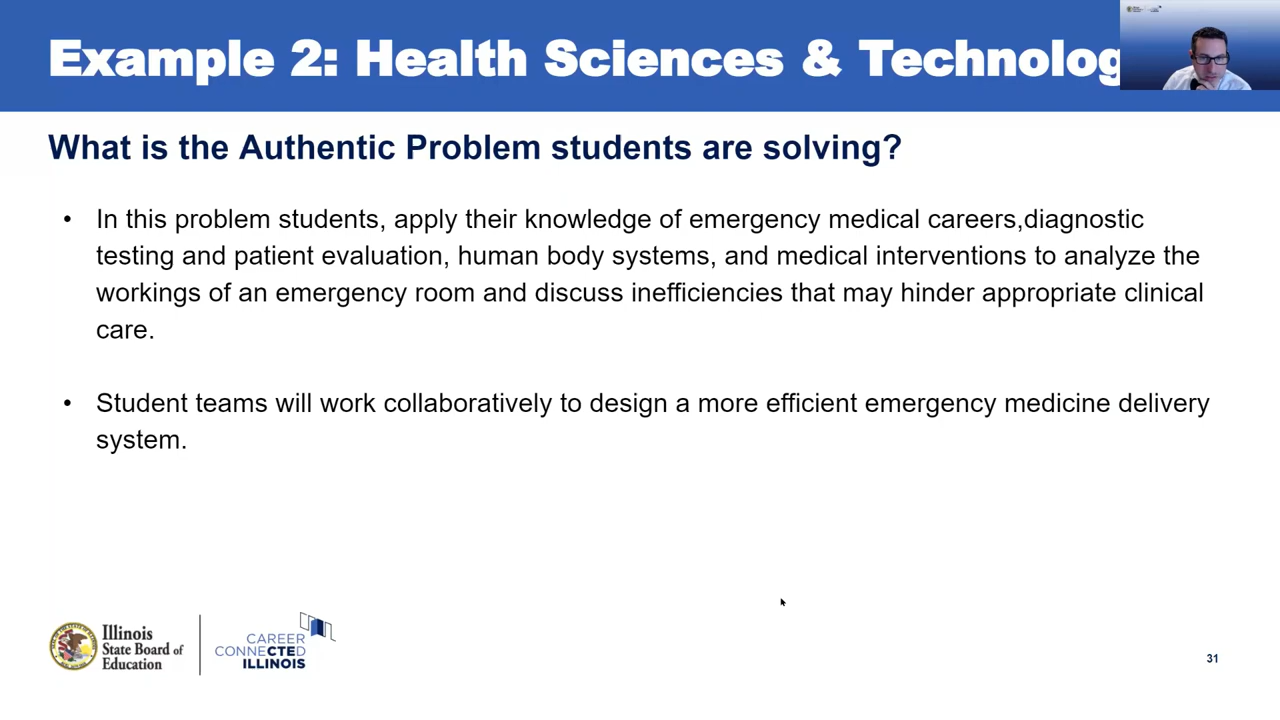 Example 2: Health Sciences & Technolog
What is the Authentic Problem students are solving?
• In this problem students, apply their knowledge of emergency medical careers,diagnostic
testing and patient evaluation, human body systems, and medical interventions to analyze the
workings of an emergency room and discuss inefficiencies that may hinder appropriate clinical
care.
• Student teams will work collaboratively to design a more efficient emergency medicine delivery
system.
Illinois
State Board of
Education
CAREER
CONNECTED
ILLINOIS
31